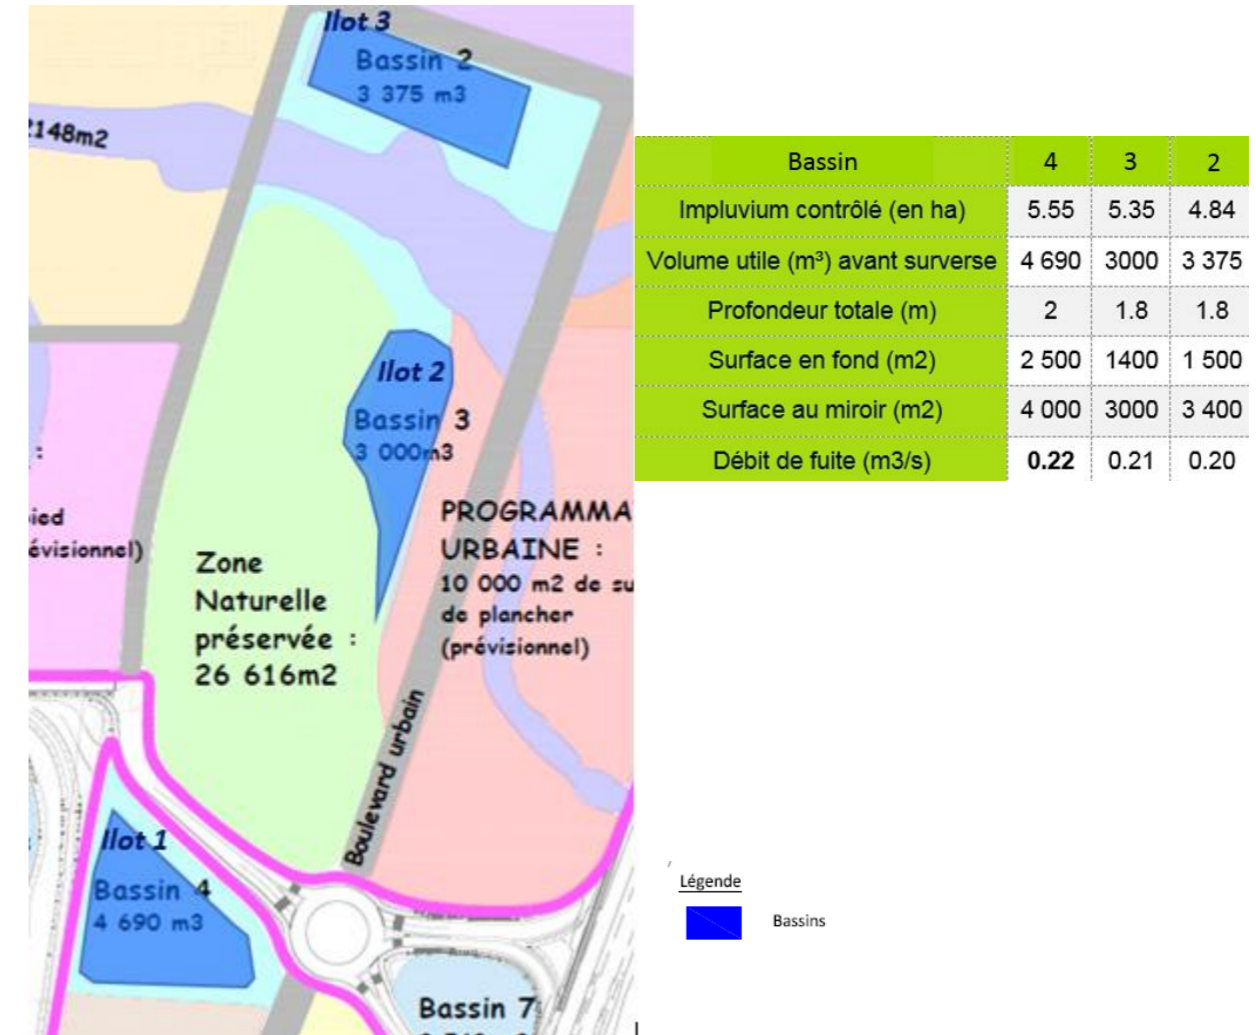 Ilot 3
Bassin 2
3 375 m3
2148m2
Ilot 2
Bassin 3
3 000m3
:
ied
évisionnel)
PROGRAMMA
URBAINE :
10 000 m2 de su
de plancher
(prévisionnel)
Zone
Naturelle
préservée :
26 616m2
Boulevard urbain
Ilot 1
Bassin 4
4 690 m3
Bassin 7
Bassin 4 3 2
Impluvium contrôlé (en ha) 5.55 5.35 4.84
Volume utile (m³) avant surverse 4 690 3000 3 375
Profondeur totale (m) 2 1.8 1.8
Surface en fond (m2) 2 500 1400 1 500
Surface au miroir (m2) 4 000 3000 3 400
Débit de fuite (m3/s) 0.22 0.21 0.20
Légende
Bassins